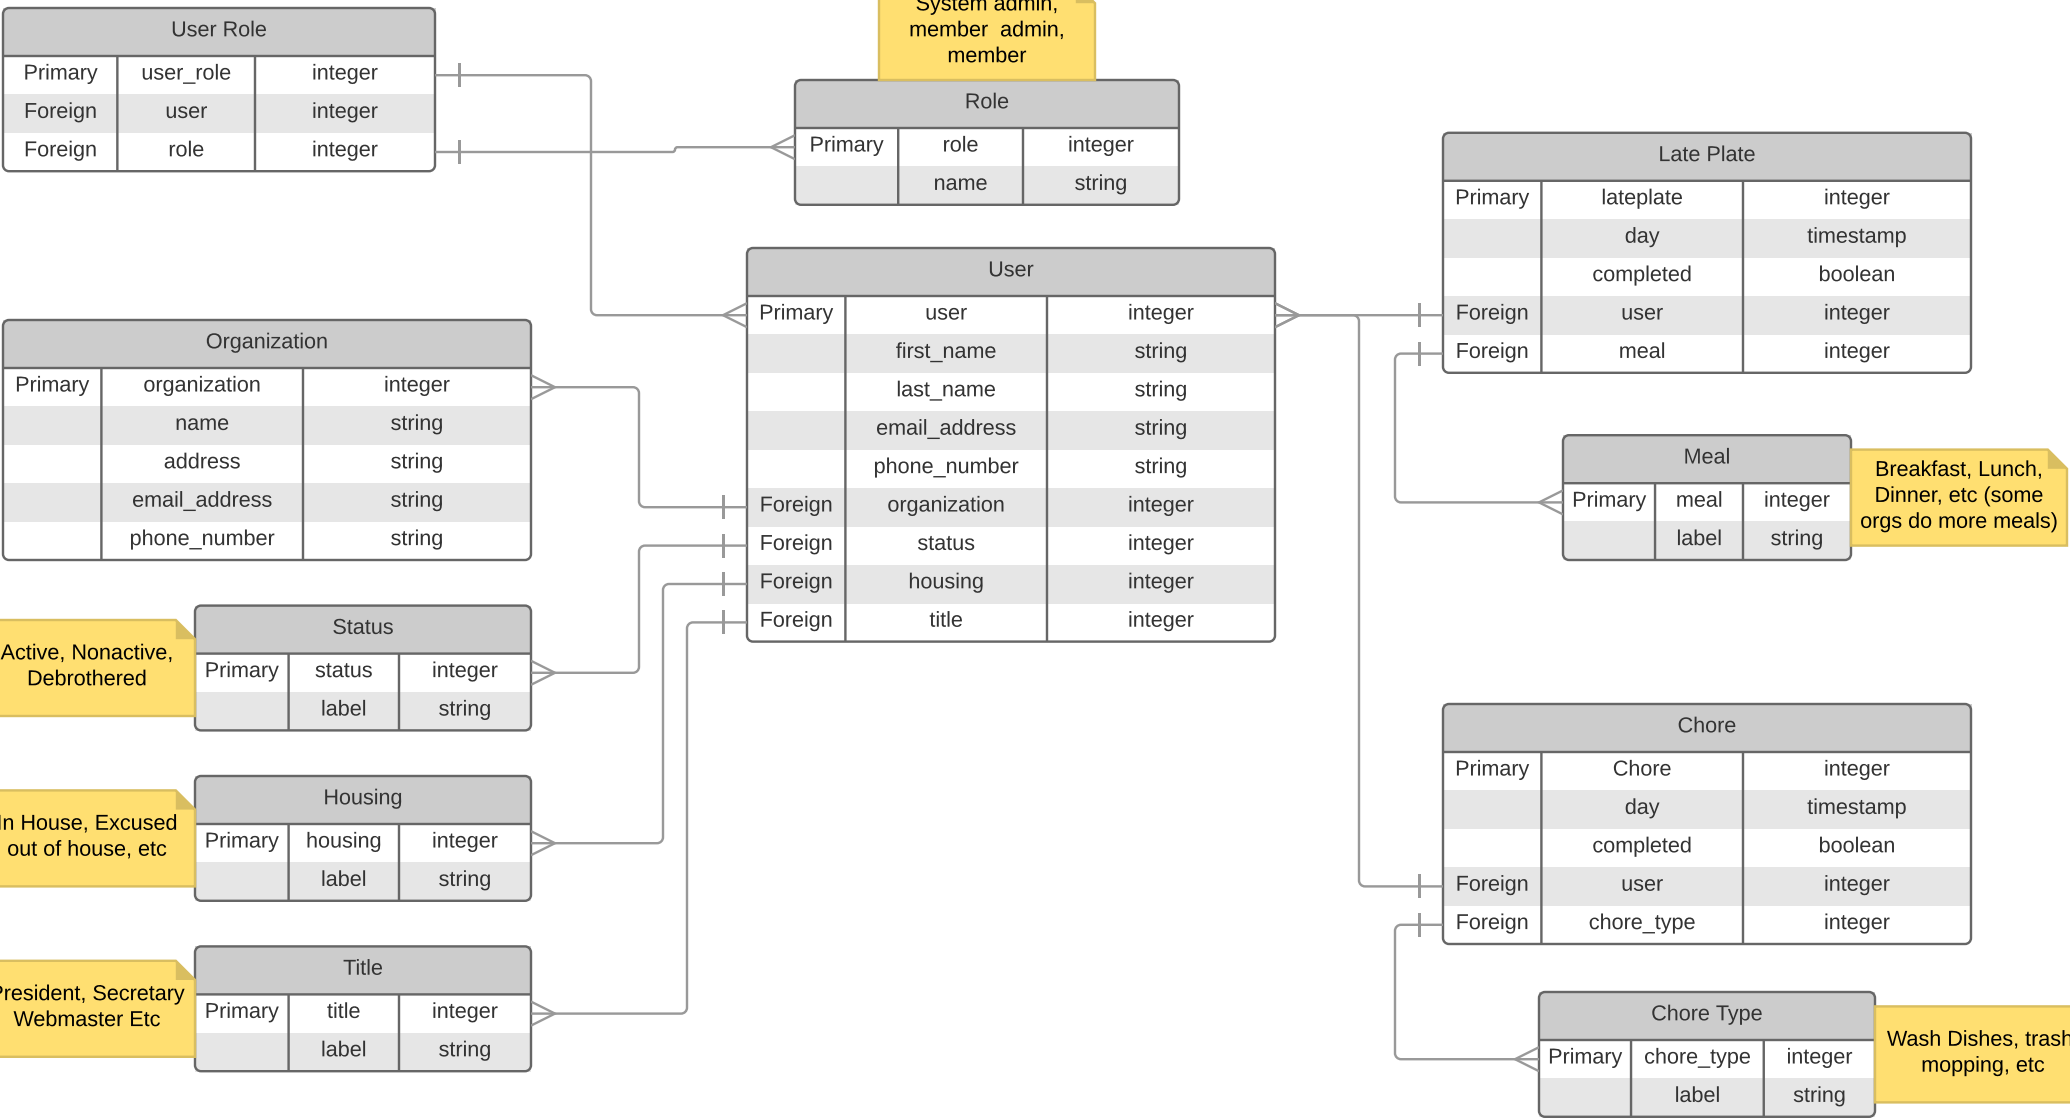 User Role
Primary user_role integer
Foreign user integer
Foreign role integer
System admin,
member admin,
member
Role
Primary role integer
name string
Late Plate
Primary lateplate integer
day timestamp
completed boolean
Foreign user integer
Foreign meal integer
User
Primary user integer
first_name string
last_name string
email_address string
phone_number string
Foreign organization integer
Foreign status integer
Foreign housing integer
Foreign title integer
Organization
Primary organization integer
name string
address string
email_address string
phone_number string
Meal
Primary meal integer
label string
Breakfast, Lunch,
Dinner, etc (some
orgs do more meals)
Active, Nonactive,
Debrothered
Status
Primary status integer
label string
In House, Excused
out of house, etc
Housing
Primary housing integer
label string
President, Secretary
Webmaster Etc
Title
Primary title integer
label string
Chore
Primary Chore integer
day timestamp
completed boolean
Foreign user integer
Foreign chore_type integer
Chore Type
Primary chore_type integer
label string
Wash Dishes, trash
mopping, etc